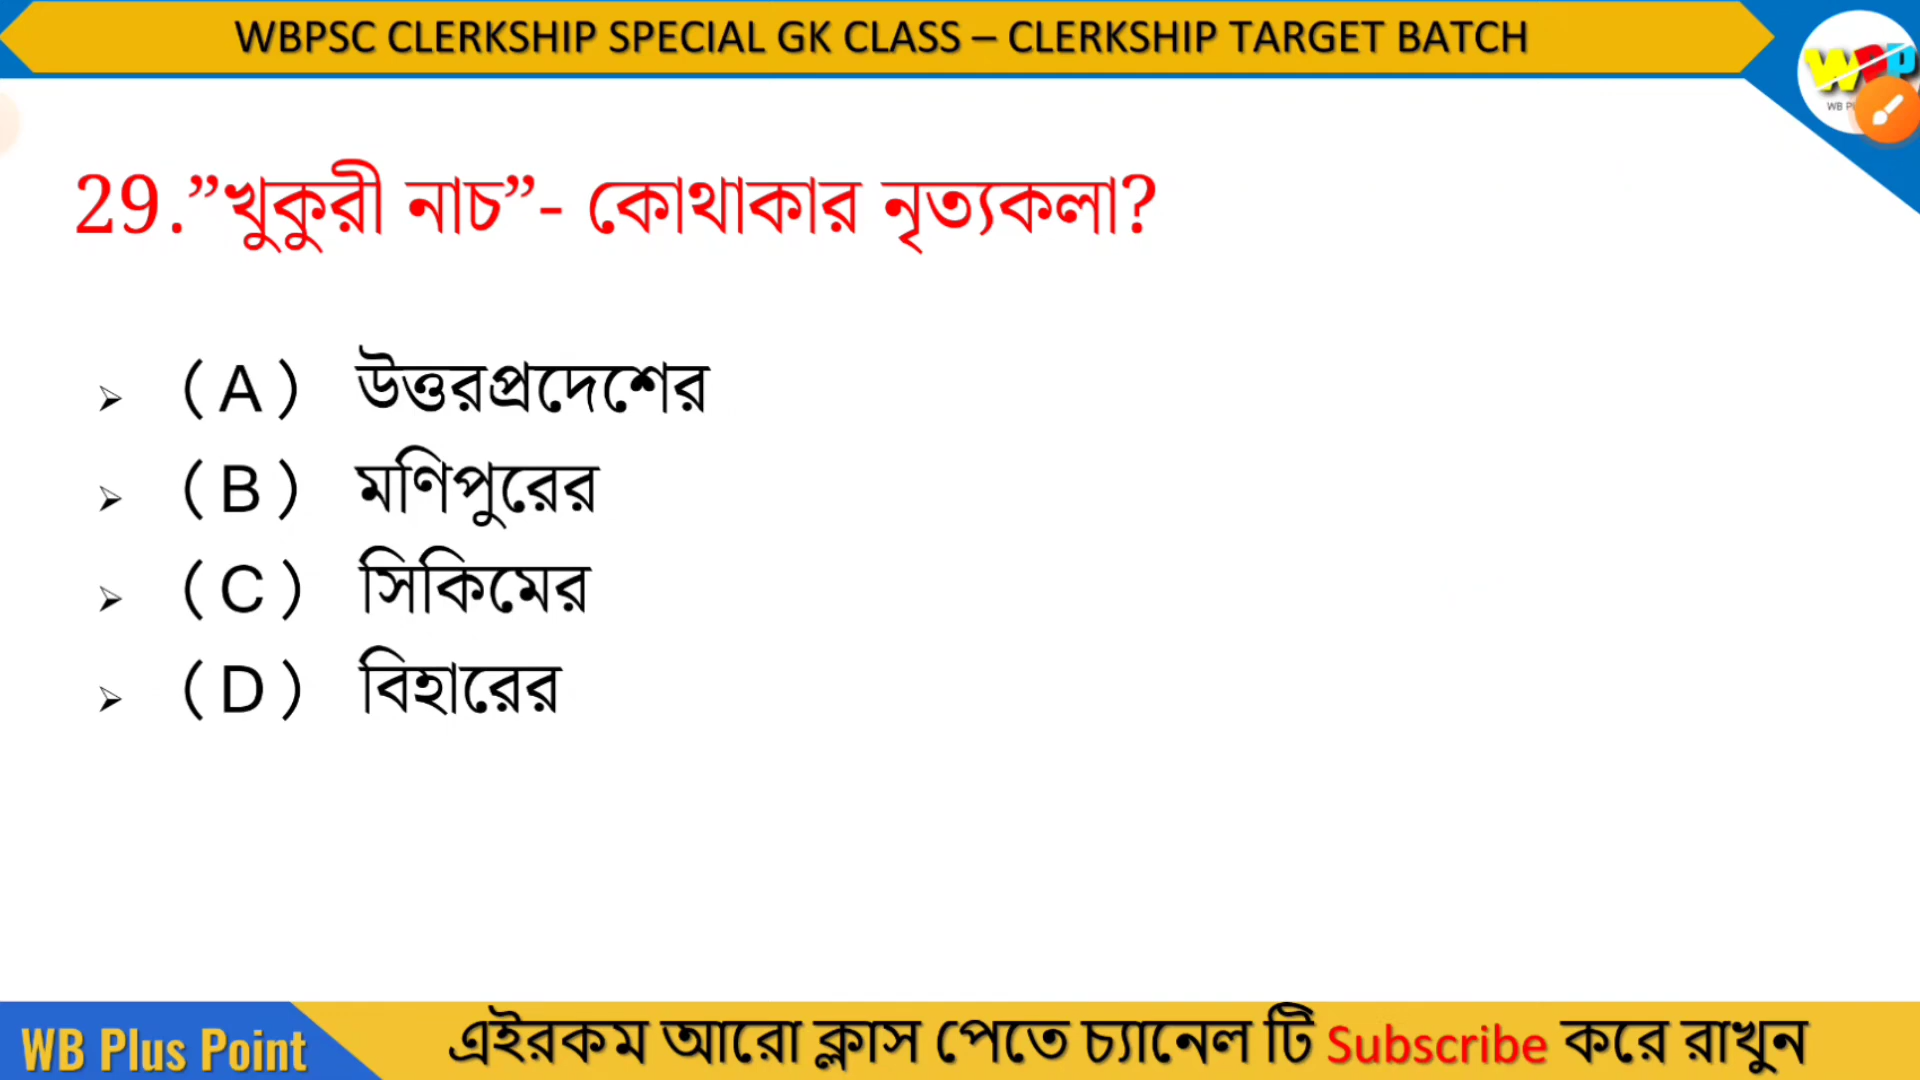 WBPSC CLERKSHIP SPECIAL GK CLASS – CLERKSHIP TARGET BATCH
29.”খুকুরী নাচ”- কোথাকার নৃত্যকলা?
(A) উত্তরপ্রদেশের
(B) মণিপুরের
(C) সিকিমের
(D) বিহারের
WB Plus Point
এইরকম আরো ক্লাস পেতে চ্যানেল টি Subscribe করে রাখুন